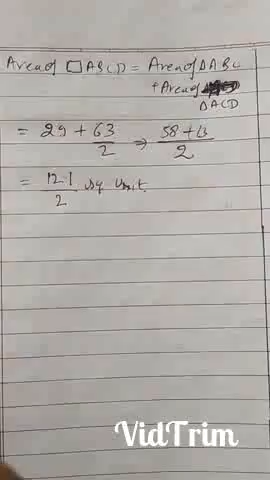 Area of □ABCD = Area of ΔABC
+ Area of
ΔACD
= 29 + 63/2 ⇒ 58 + 63/2
= 121/2 sq unit.
VidTrim